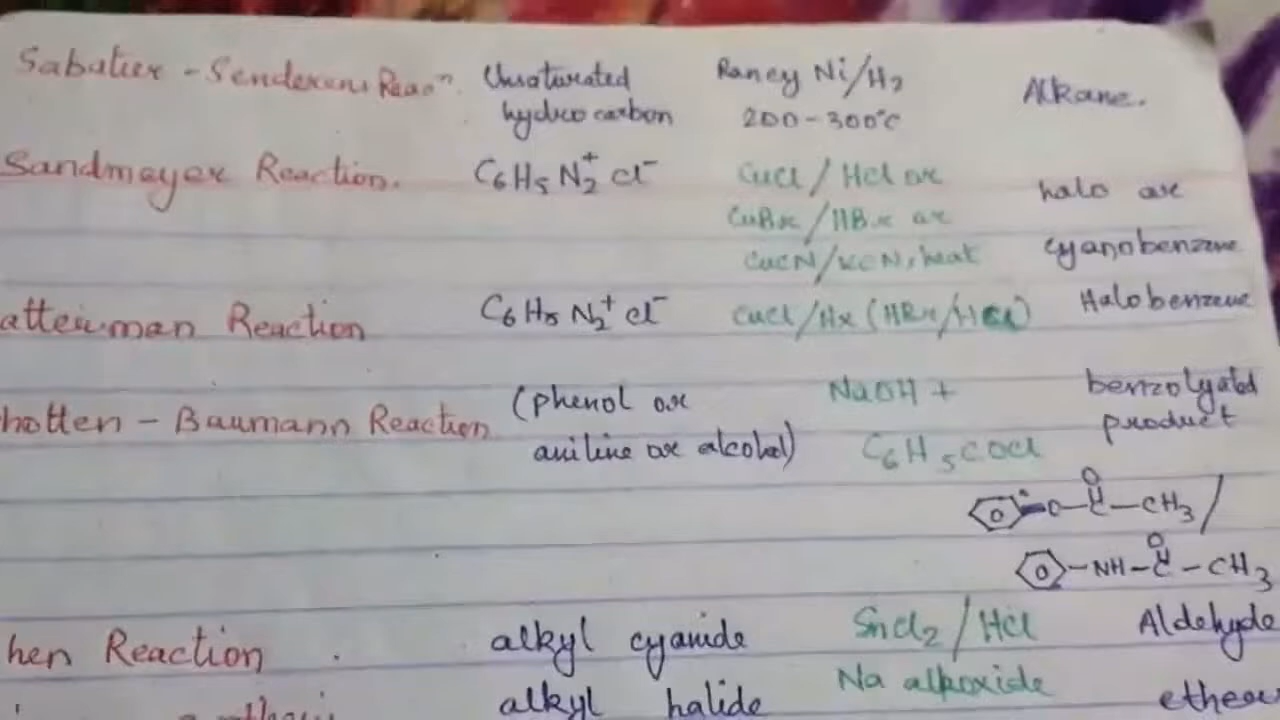 Sabatier - Senderens Reacn. Unsaturated hydrocarbon Raney Ni/H2 200-300°C Alkane.
Sandmeyer Reaction. C6H5N2+ Cl- CuCl / HCl or halo or
CuBr / HBr or cyanobenzene
CuCN/KCN, heat
atterman Reaction C6H5N2+ Cl- CuCl/HX (HBr/HCl) Halobenzene
hotten - Baumann Reaction (phenol or NaOH + benzolyated
aniline or alcohol) C6H5COCl product
O
O-C-CH3 /
O
NH-C-CH3
hen Reaction. alkyl cyanide SnCl2 / HCl Aldehyde
alkyl halide Na alkoxide ether